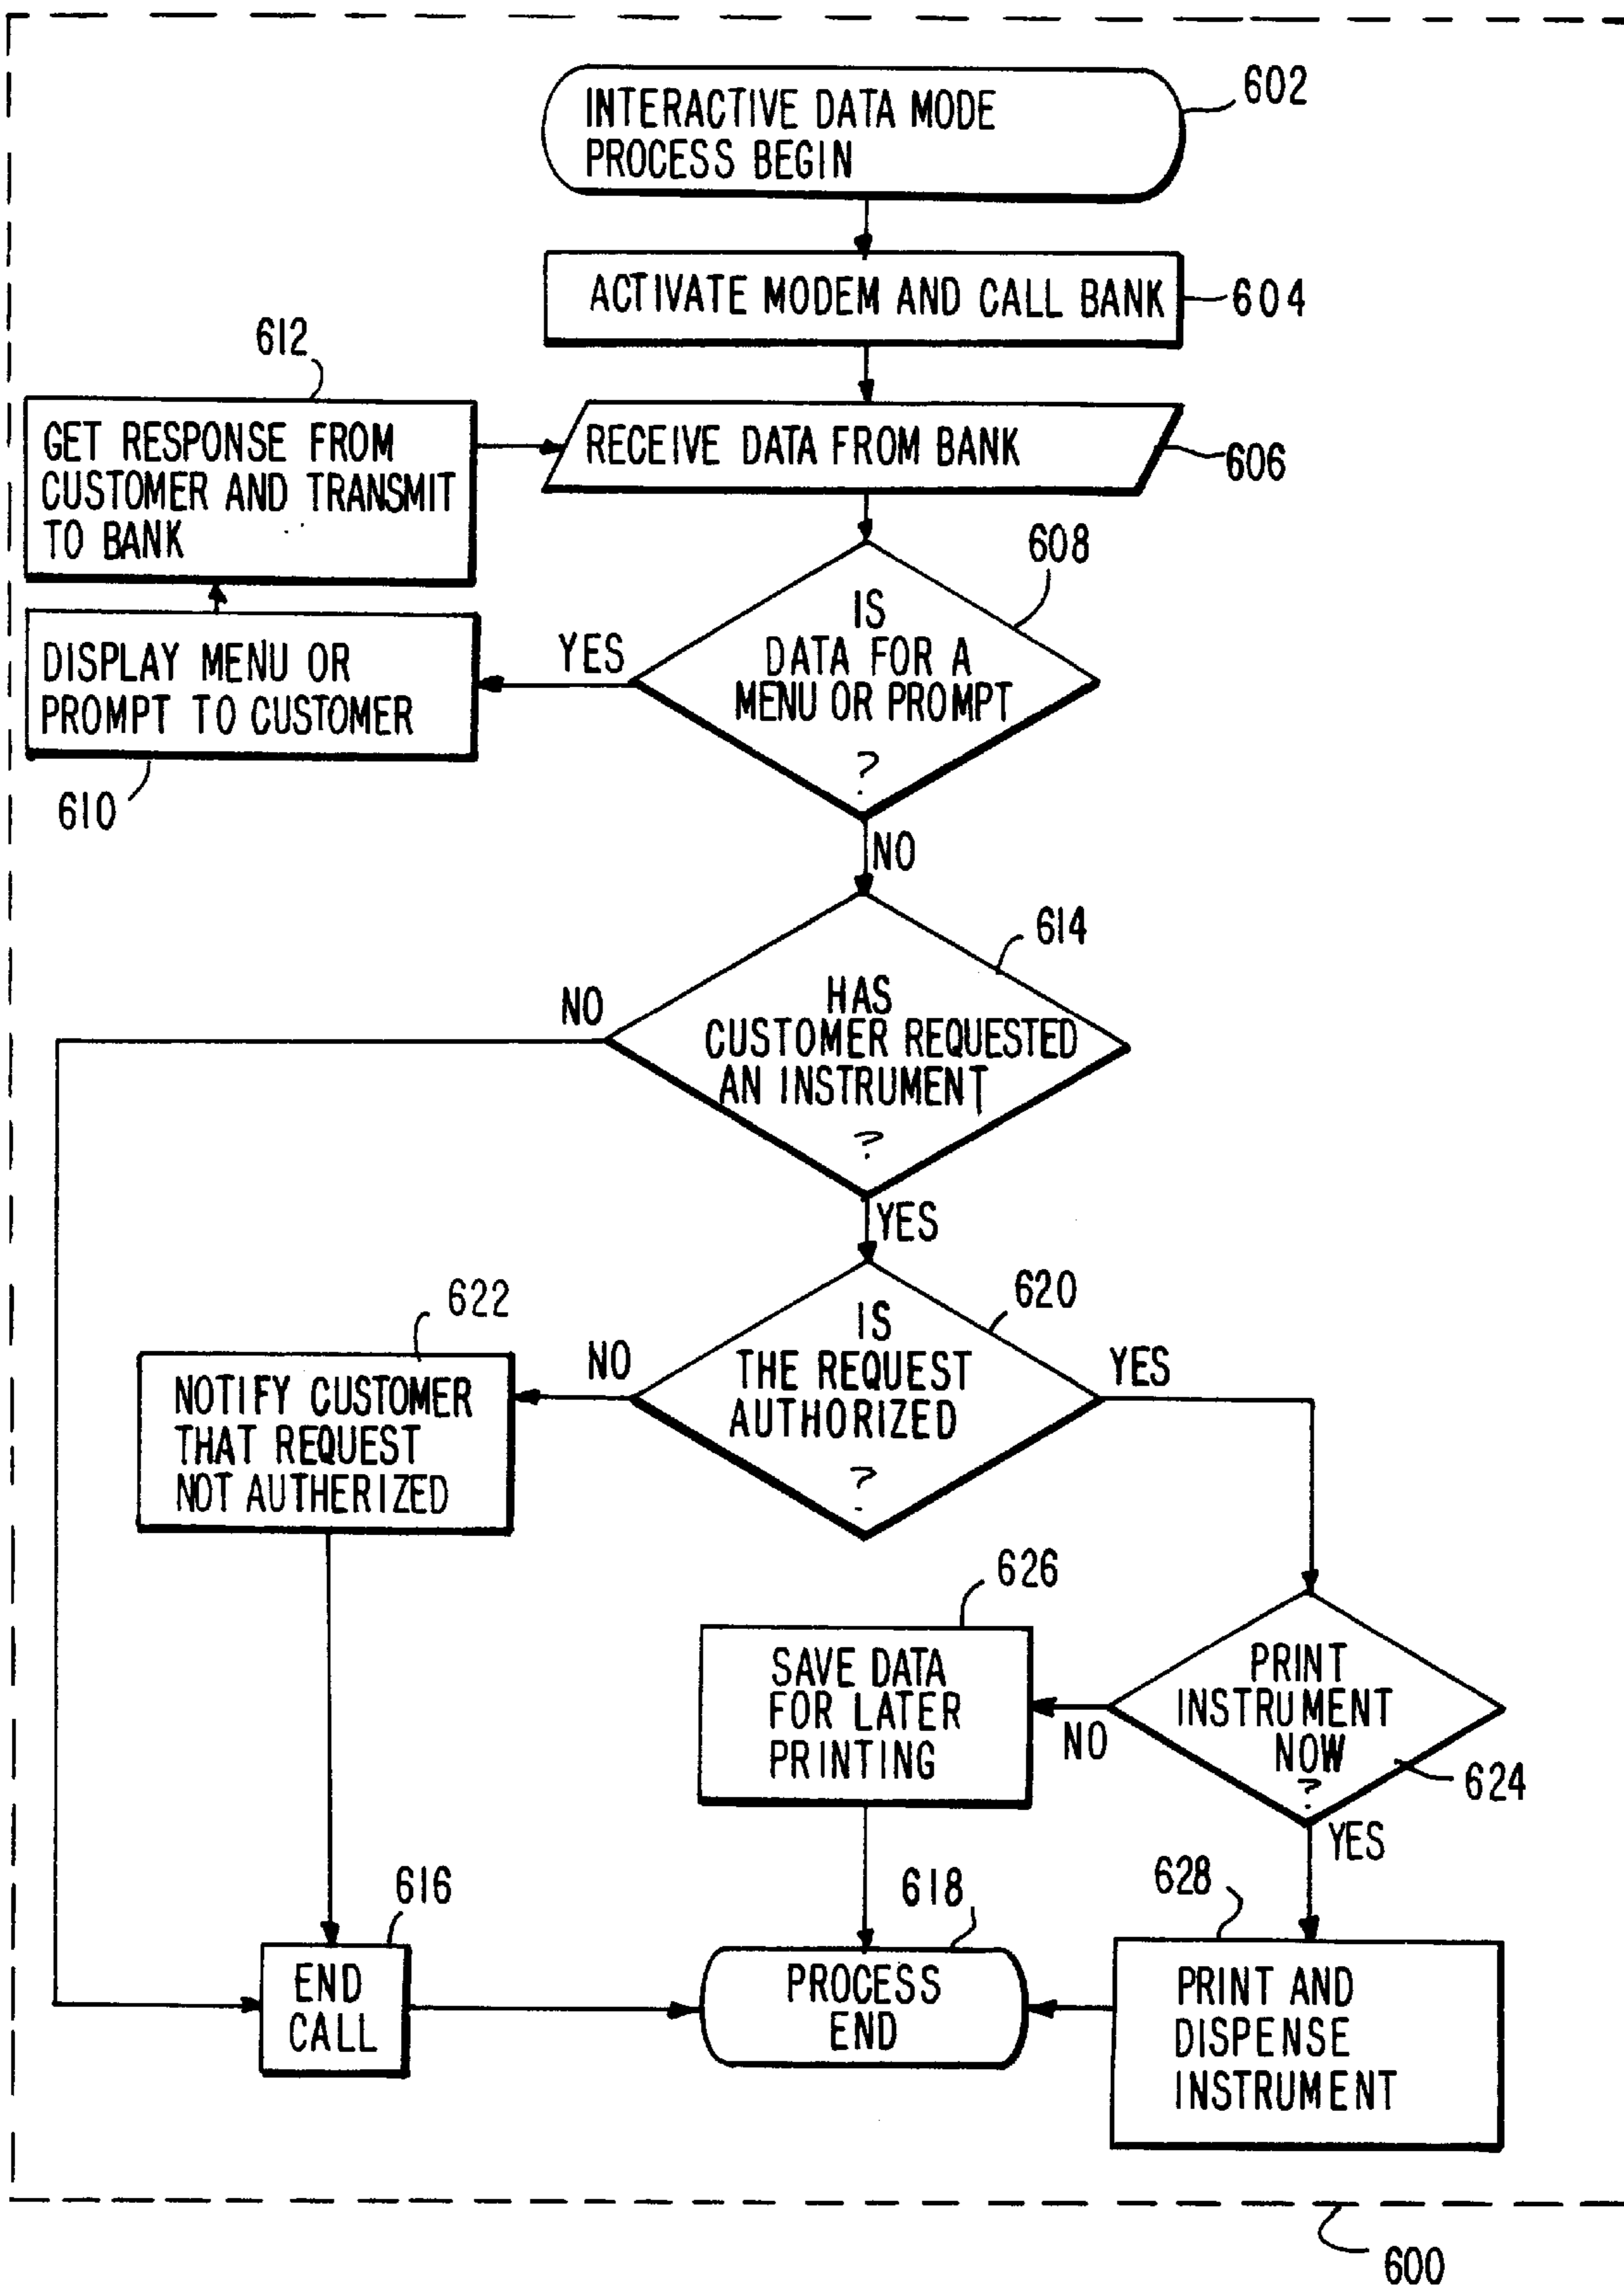 602
INTERACTIVE DATA MODE
PROCESS BEGIN
ACTIVATE MODEM AND CALL BANK
604
612
GET RESPONSE FROM
CUSTOMER AND TRANSMIT
TO BANK
RECEIVE DATA FROM BANK
606
608
IS
DATA FOR A
MENU OR PROMPT
?
YES
DISPLAY MENU OR
PROMPT TO CUSTOMER
610
NO
614
HAS
CUSTOMER REQUESTED
AN INSTRUMENT
?
NO
YES
620
IS
THE REQUEST
AUTHORIZED
?
NO
YES
622
NOTIFY CUSTOMER
THAT REQUEST
NOT AUTHERIZED
626
SAVE DATA
FOR LATER
PRINTING
PRINT
INSTRUMENT
NOW
?
NO
624
YES
616
END
CALL
618
PROCESS
END
628
PRINT AND
DISPENSE
INSTRUMENT
600